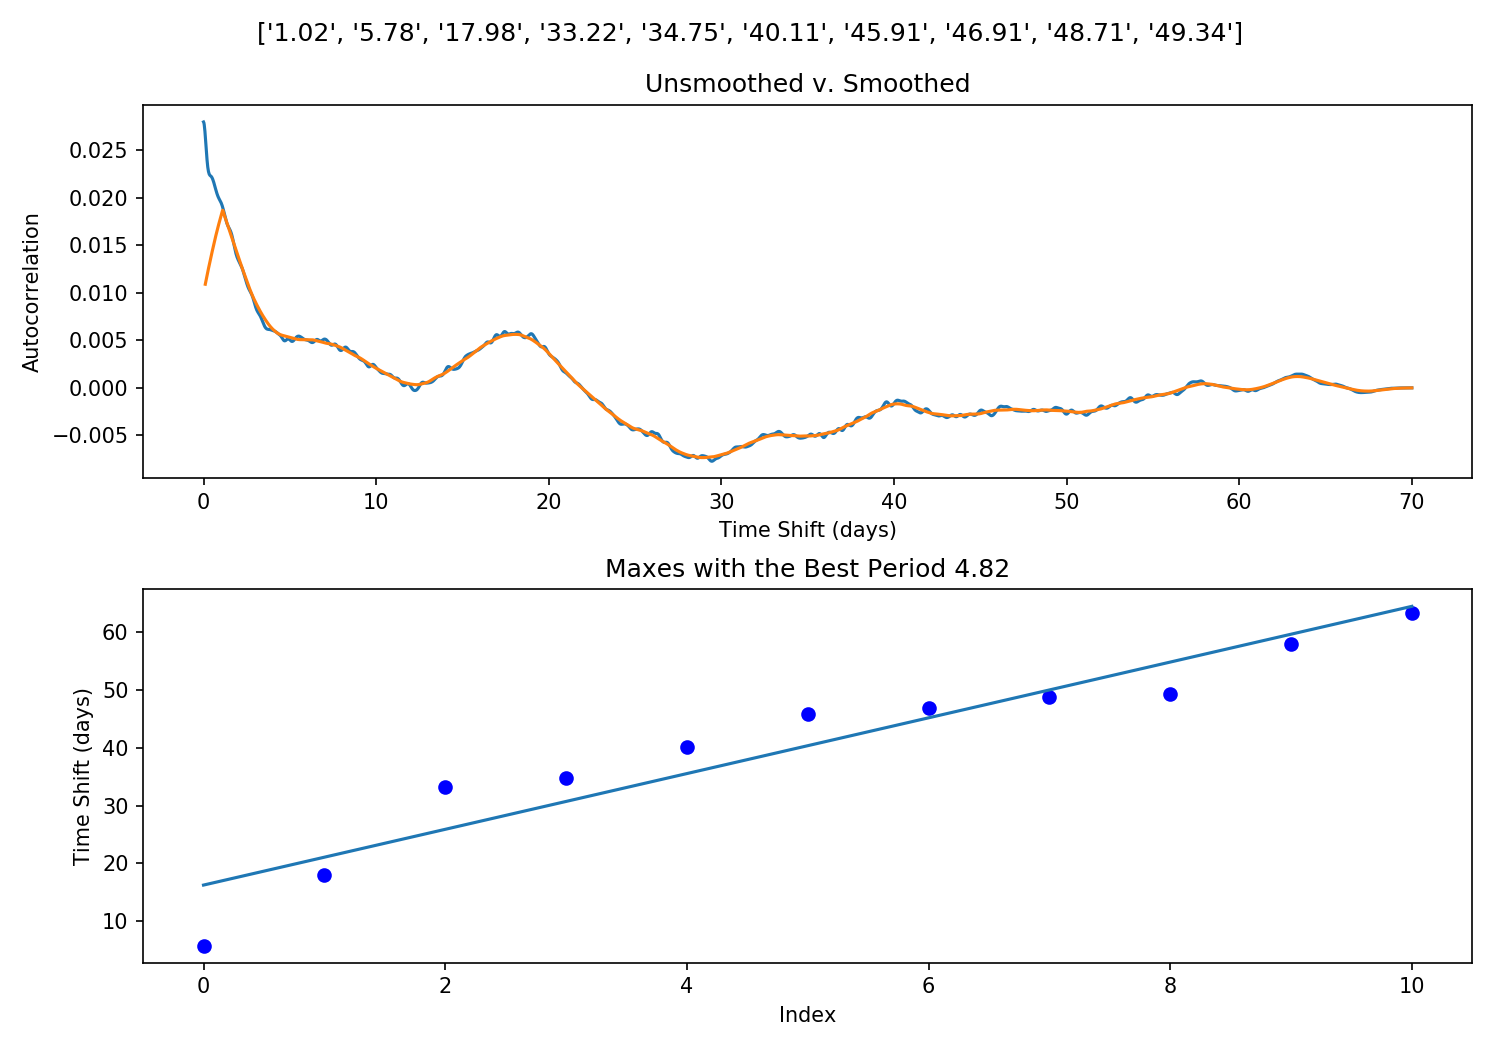 ['1.02', '5.78', '17.98', '33.22', '34.75', '40.11', '45.91', '46.91', '48.71', '49.34']
Unsmoothed v. Smoothed
0.025
0.020
0.015
0.010
0.005
0.000
−0.005
Autocorrelation
0 10 20 30 40 50 60 70
Time Shift (days)
Maxes with the Best Period 4.82
60
50
40
30
20
10
Time Shift (days)
0 2 4 6 8 10
Index